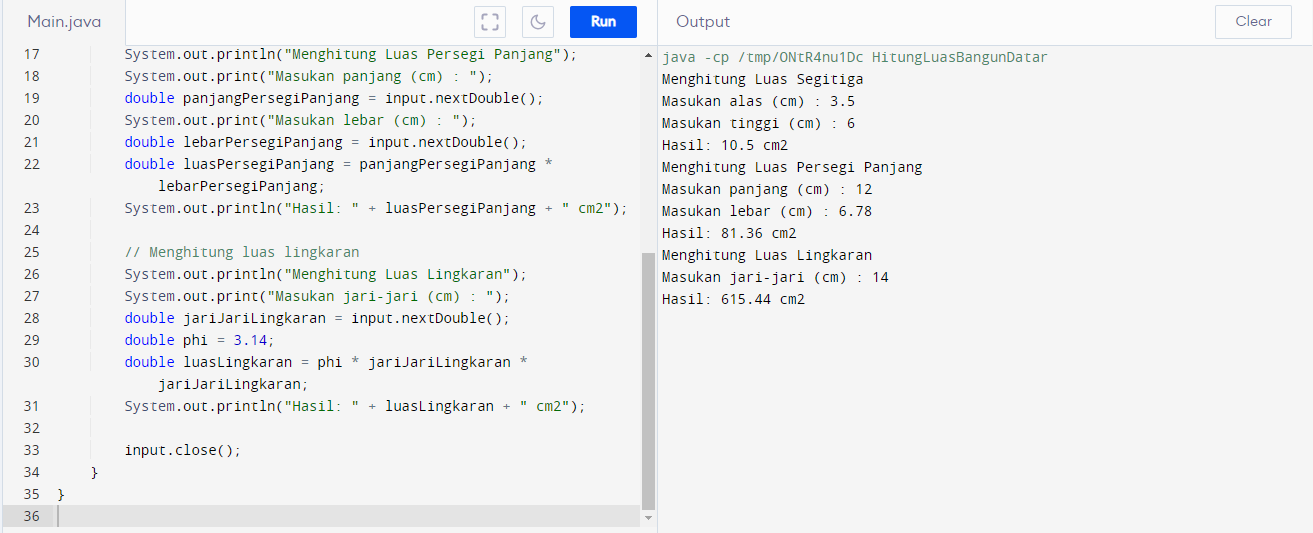 Main.java
Run
17 System.out.println("Menghitung Luas Persegi Panjang");
18 System.out.print("Masukan panjang (cm) : ");
19 double panjangPersegiPanjang = input.nextDouble();
20 System.out.print("Masukan lebar (cm) : ");
21 double lebarPersegiPanjang = input.nextDouble();
22 double luasPersegiPanjang = panjangPersegiPanjang *
lebarPersegiPanjang;
23 System.out.println("Hasil: " + luasPersegiPanjang + " cm2");
24
25 // Menghitung luas lingkaran
26 System.out.println("Menghitung Luas Lingkaran");
27 System.out.print("Masukan jari-jari (cm) : ");
28 double jariJariLingkaran = input.nextDouble();
29 double phi = 3.14;
30 double luasLingkaran = phi * jariJariLingkaran *
jariJariLingkaran;
31 System.out.println("Hasil: " + luasLingkaran + " cm2");
32
33 input.close();
34 }
35 }
36
Output
Clear
java -cp /tmp/ONtR4nu1Dc HitungLuasBangunDatar
Menghitung Luas Segitiga
Masukan alas (cm) : 3.5
Masukan tinggi (cm) : 6
Hasil: 10.5 cm2
Menghitung Luas Persegi Panjang
Masukan panjang (cm) : 12
Masukan lebar (cm) : 6.78
Hasil: 81.36 cm2
Menghitung Luas Lingkaran
Masukan jari-jari (cm) : 14
Hasil: 615.44 cm2